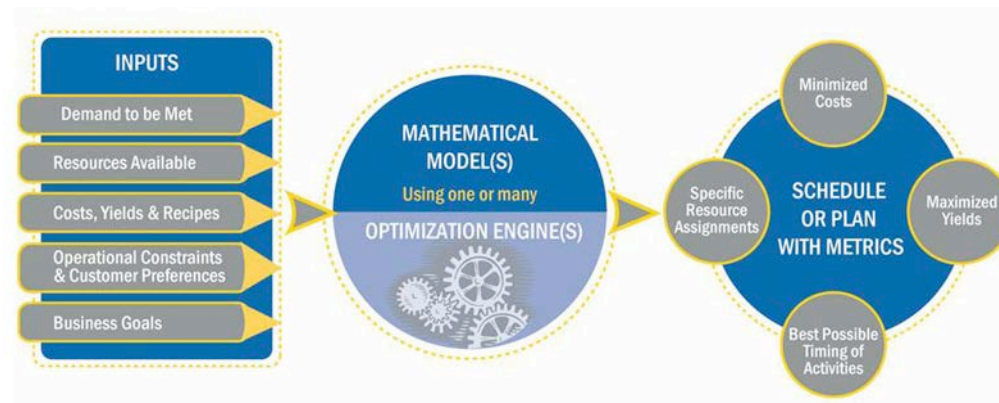 INPUTS
Demand to be Met
Resources Available
Costs, Yields & Recipes
Operational Constraints
& Customer Preferences
Business Goals
MATHEMATICAL
MODEL(S)
Using one or many
OPTIMIZATION ENGINE(S)
Minimized
Costs
Specific
Resource
Assignments
SCHEDULE
OR PLAN
WITH METRICS
Maximized
Yields
Best Possible
Timing of
Activities